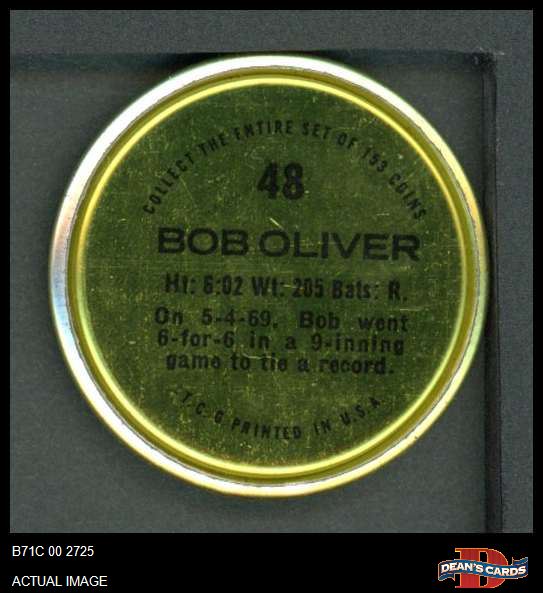 COLLECT THE ENTIRE SET OF 153 COINS
48
BOB OLIVER
Ht: 6:02 Wt: 205 Bats: R.
On 5-4-69, Bob went
6-for-6 in a 9-inning
game to tie a record.
T.C.G PRINTED IN U.S.A.
B71C 00 2725
ACTUAL IMAGE
D
DEAN'S CARDS